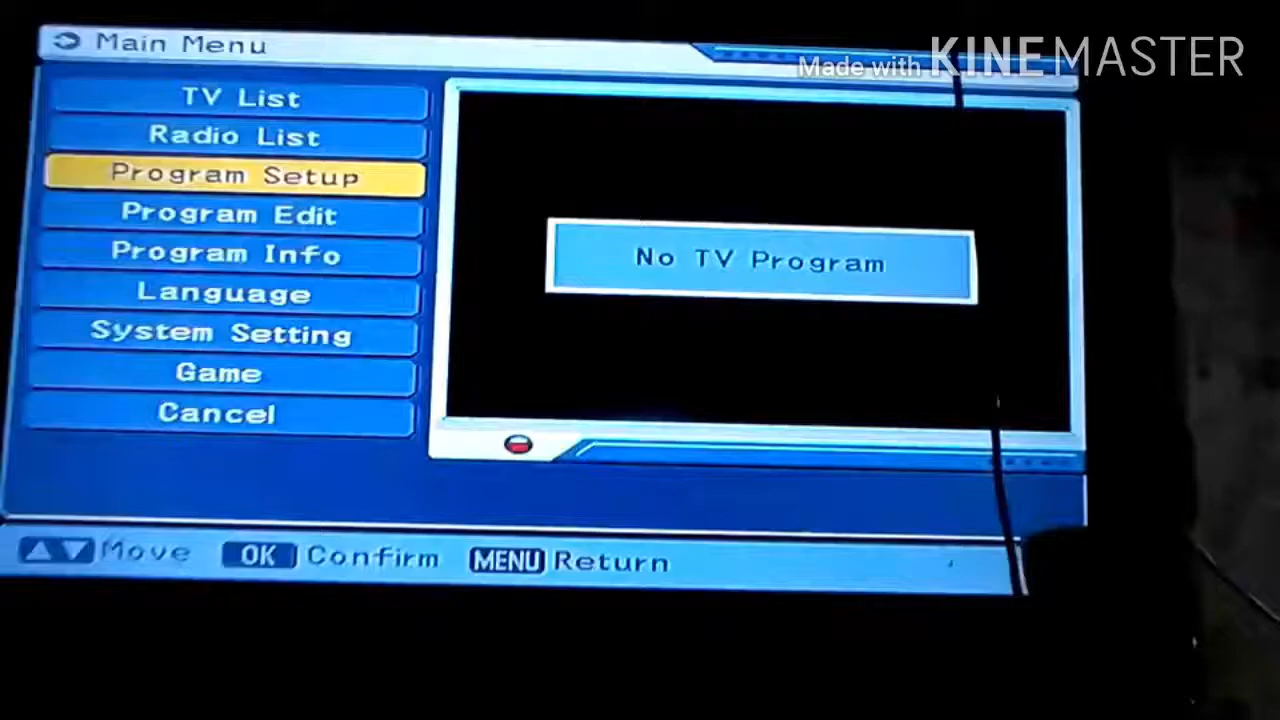 Main Menu
Made with KINEMASTER
TV List
Radio List
Program Setup
Program Edit
Program Info
Language
System Setting
Game
Cancel
No TV Program
Move OK Confirm MENU Return